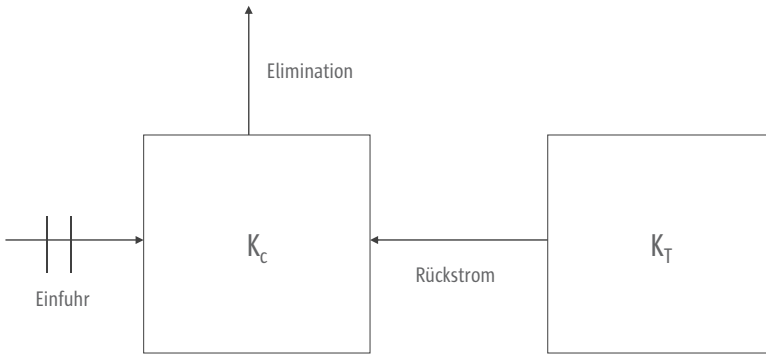 Elimination
K_c
K_T
Rückstrom
Einfuhr